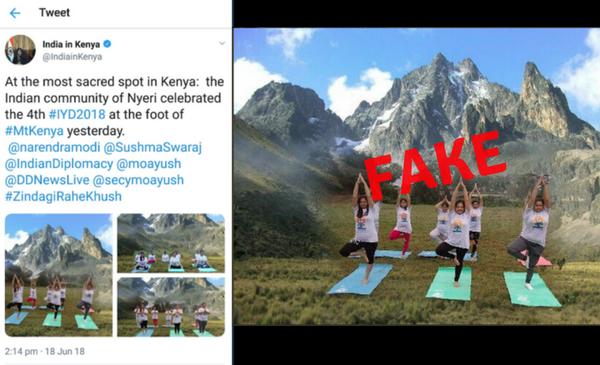 Tweet
India in Kenya
@IndiainKenya
At the most sacred spot in Kenya:  the
Indian community of Nyeri celebrated
the 4th #IYD2018 at the foot of
#MtKenya yesterday.
@narendramodi @SushmaSwaraj
@IndianDiplomacy @moayush
@DDNewsLive @secymoayush
#ZindagiRaheKhush
2:14 pm · 18 Jun 18
FAKE